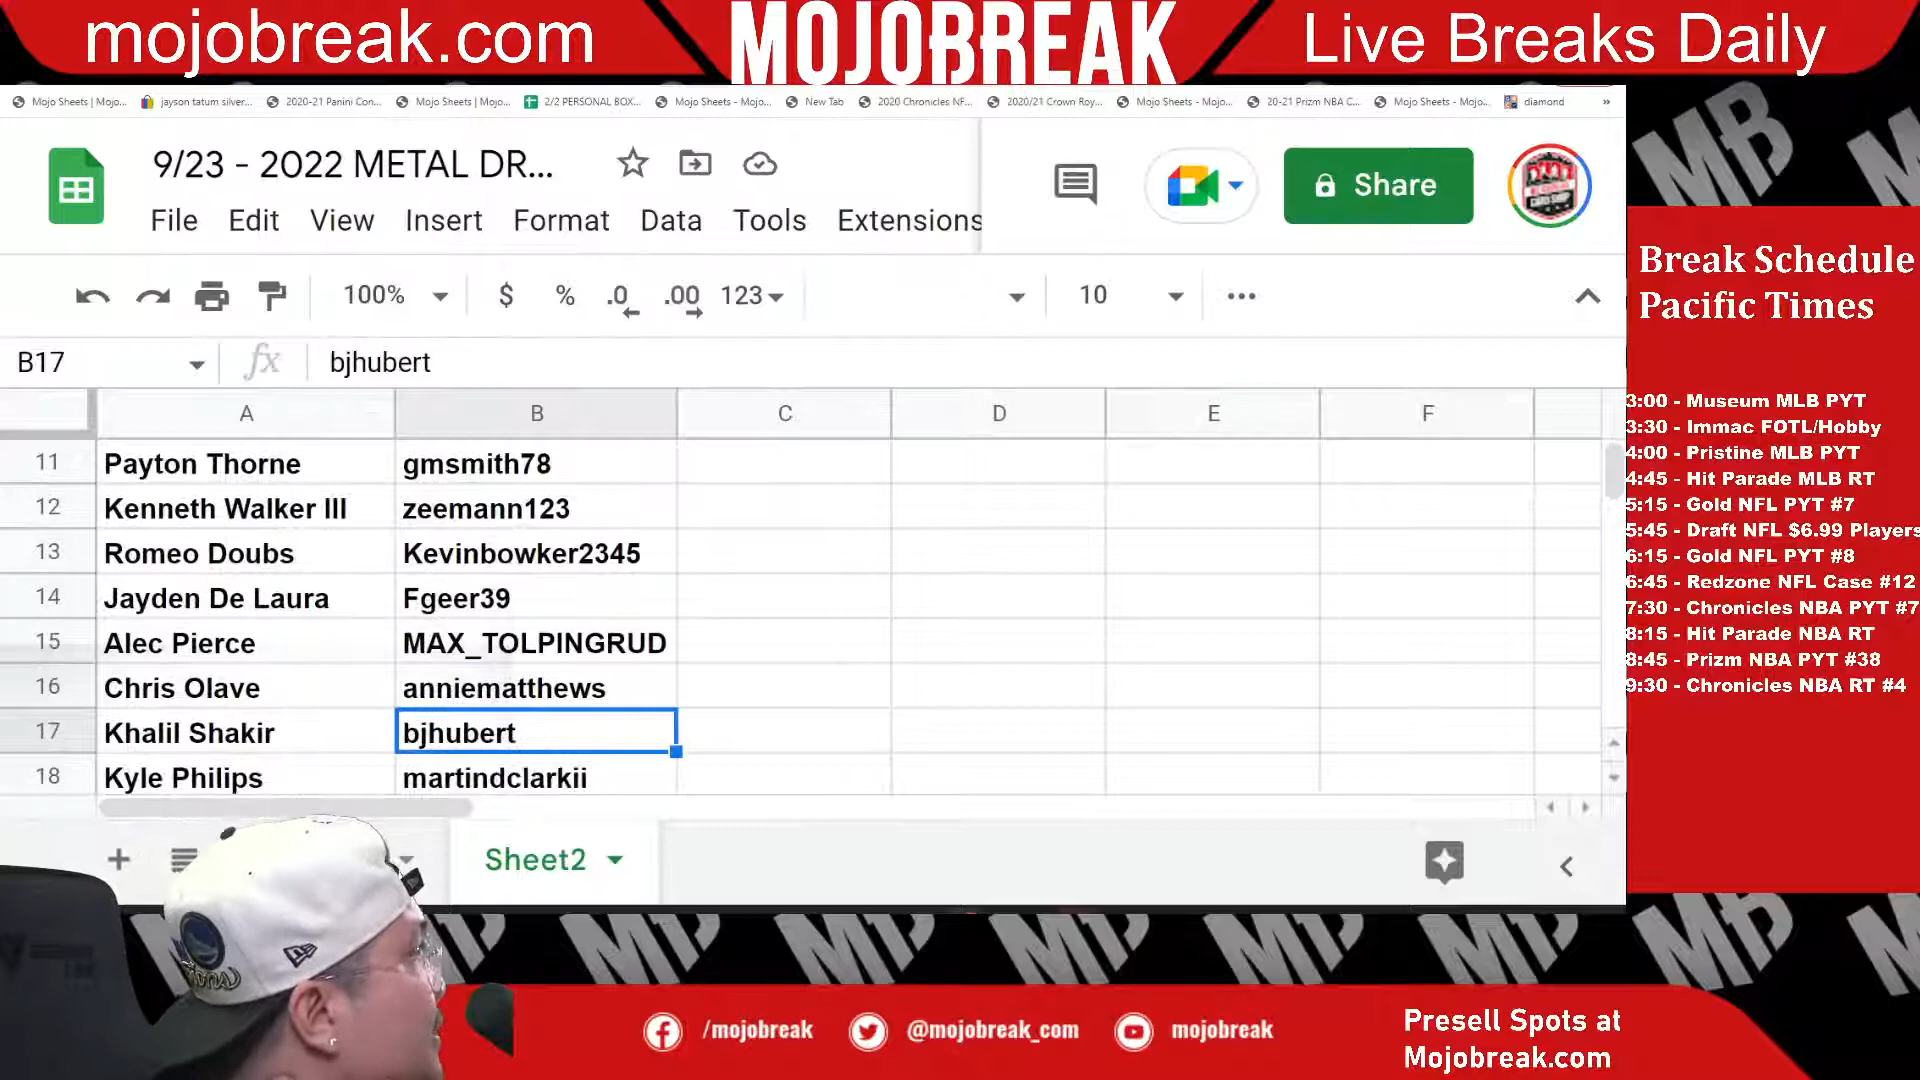 mojobreak.com
MOJOBREAK
Live Breaks Daily
Mojo Sheets | Mojo...
jayson tatum silver...
2020-21 Panini Con...
Mojo Sheets | Mojo...
2/2 PERSONAL BOX...
Mojo Sheets - Mojo...
New Tab
2020 Chronicles NF...
2020/21 Crown Roy...
Mojo Sheets - Mojo...
20-21 Prizm NBA C...
Mojo Sheets - Mojo...
diamond
»
9/23 - 2022 METAL DR...
Share
File Edit View Insert Format Data Tools Extensions
100% $ % .0 .00 123 10
B17 fx bjhubert
A B C D E F
11 Payton Thorne gmsmith78
12 Kenneth Walker III zeemann123
13 Romeo Doubs Kevinbowker2345
14 Jayden De Laura Fgeer39
15 Alec Pierce MAX_TOLPINGRUD
16 Chris Olave anniematthews
17 Khalil Shakir bjhubert
18 Kyle Philips martindclarkii
Sheet2
Break Schedule
Pacific Times
3:00 - Museum MLB PYT
3:30 - Immac FOTL/Hobby
4:00 - Pristine MLB PYT
4:45 - Hit Parade MLB RT
5:15 - Gold NFL PYT #7
5:45 - Draft NFL $6.99 Players
6:15 - Gold NFL PYT #8
6:45 - Redzone NFL Case #12
7:30 - Chronicles NBA PYT #7
8:15 - Hit Parade NBA RT
8:45 - Prizm NBA PYT #38
9:30 - Chronicles NBA RT #4
/mojobreak
@mojobreak_com
mojobreak
Presell Spots at
Mojobreak.com